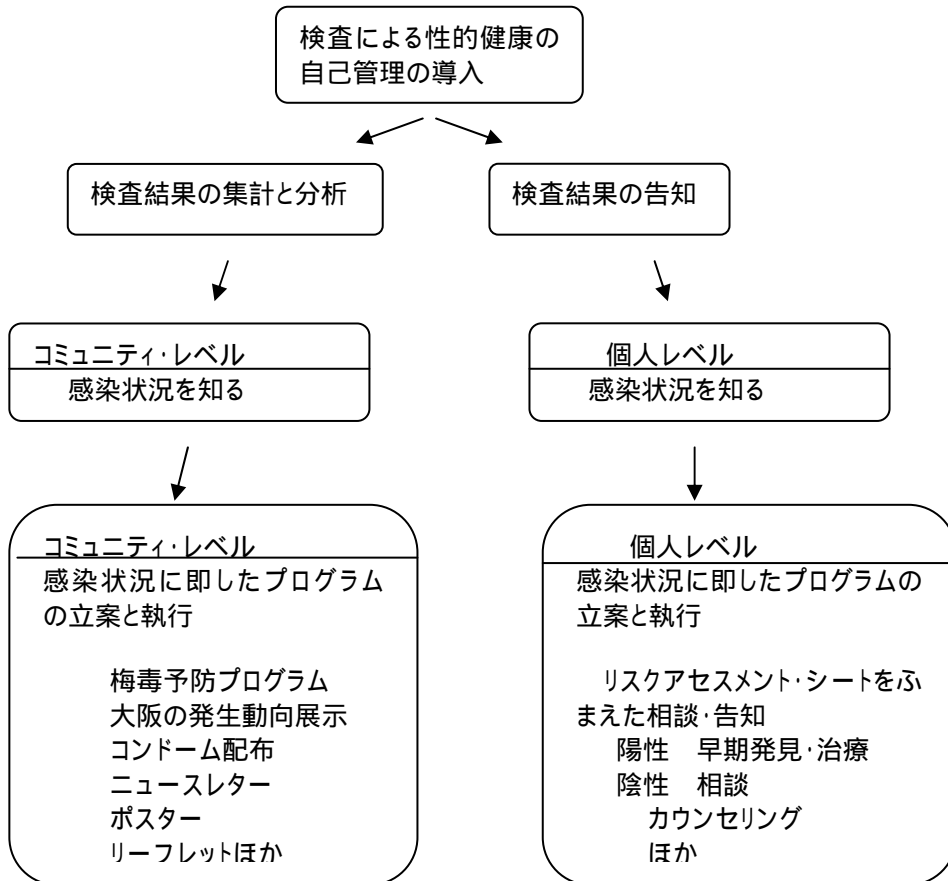 検査による性的健康の
自己管理の導入
検査結果の集計と分析
検査結果の告知
コミュニティ・レベル
感染状況を知る
個人レベル
感染状況を知る
コミュニティ・レベル
感染状況に即したプログラム
の立案と執行
梅毒予防プログラム
大阪の発生動向展示
コンドーム配布
ニュースレター
ポスター
リーフレットほか
個人レベル
感染状況に即したプログラムの
立案と執行
リスクアセスメント・シートをふ
まえた相談・告知
陽性　早期発見・治療
陰性　相談
カウンセリング
ほか